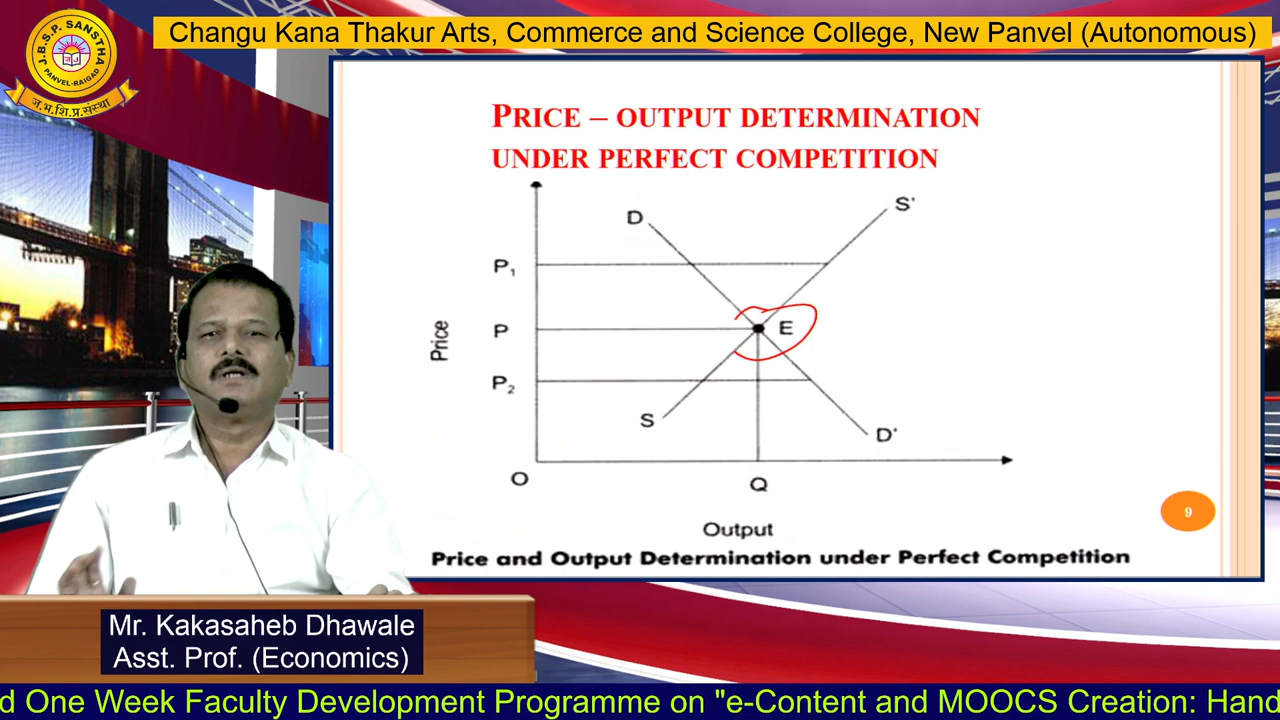 Changu Kana Thakur Arts, Commerce and Science College, New Panvel (Autonomous)
J.B.S.P. SANSTHA
PANVEL-RAIGAD
ज.भ.शि.प्र.संस्था
PRICE – OUTPUT DETERMINATION
UNDER PERFECT COMPETITION
D
S'
P₁
P
E
P₂
Price
S
D'
O
Q
9
Output
Price and Output Determination under Perfect Competition
Mr. Kakasaheb Dhawale
Asst. Prof. (Economics)
d One Week Faculty Development Programme on "e-Content and MOOCS Creation: Hand